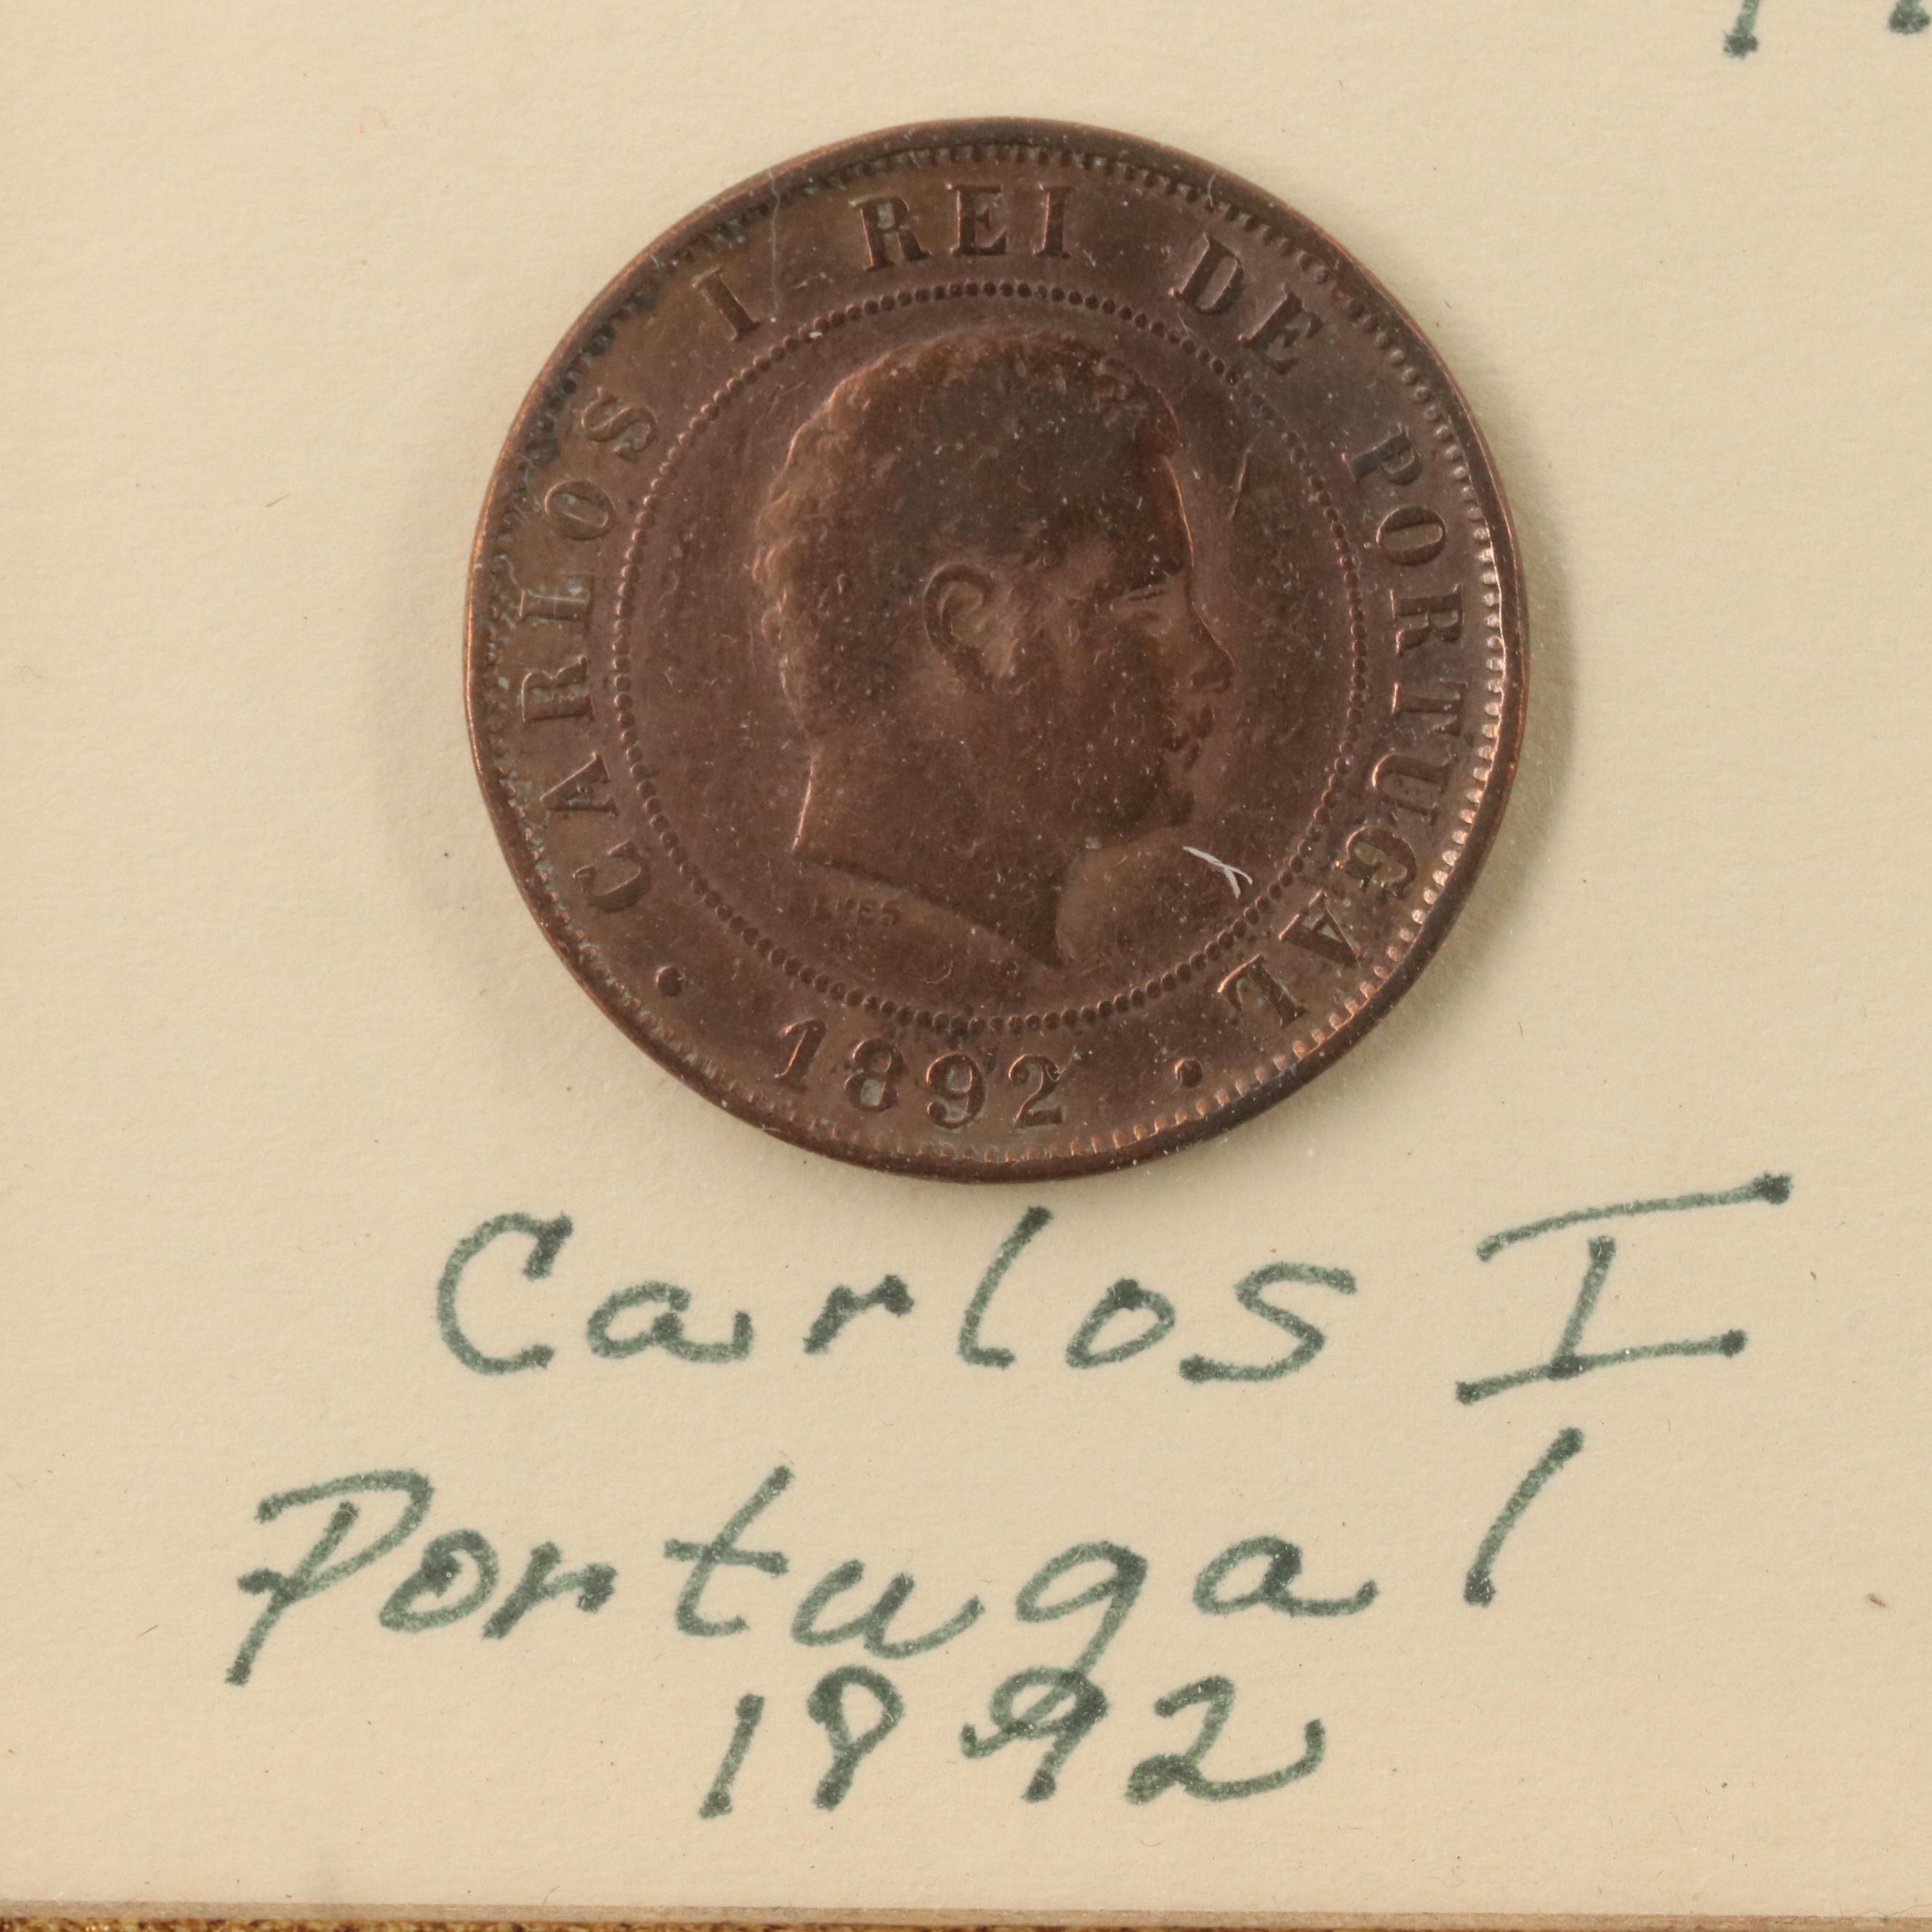 CARLOS I REI DE PORTUGAL
• 1892 •
Carlos I
Portugal
1892